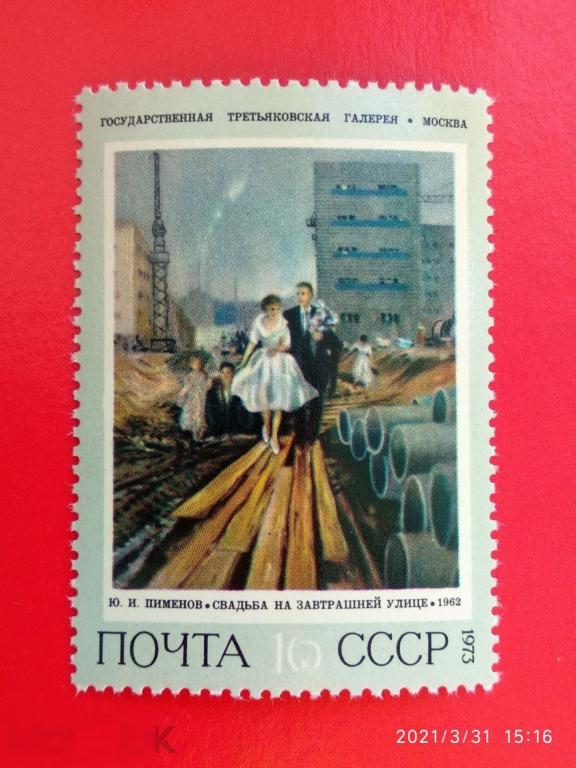 ГОСУДАРСТВЕННАЯ ТРЕТЬЯКОВСКАЯ ГАЛЕРЕЯ • МОСКВА
Ю. И. ПИМЕНОВ • СВАДЬБА НА ЗАВТРАШНЕЙ УЛИЦЕ • 1962
ПОЧТА 16 СССР
1973
2021/3/31 15:16